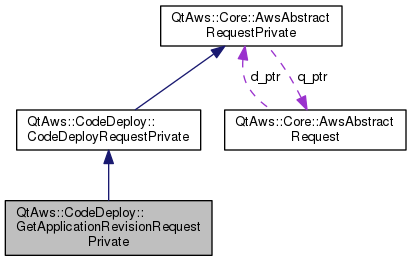 QtAws::Core::AwsAbstract
RequestPrivate
d_ptr
q_ptr
QtAws::CodeDeploy::
CodeDeployRequestPrivate
QtAws::Core::AwsAbstract
Request
QtAws::CodeDeploy::
GetApplicationRevisionRequest
Private